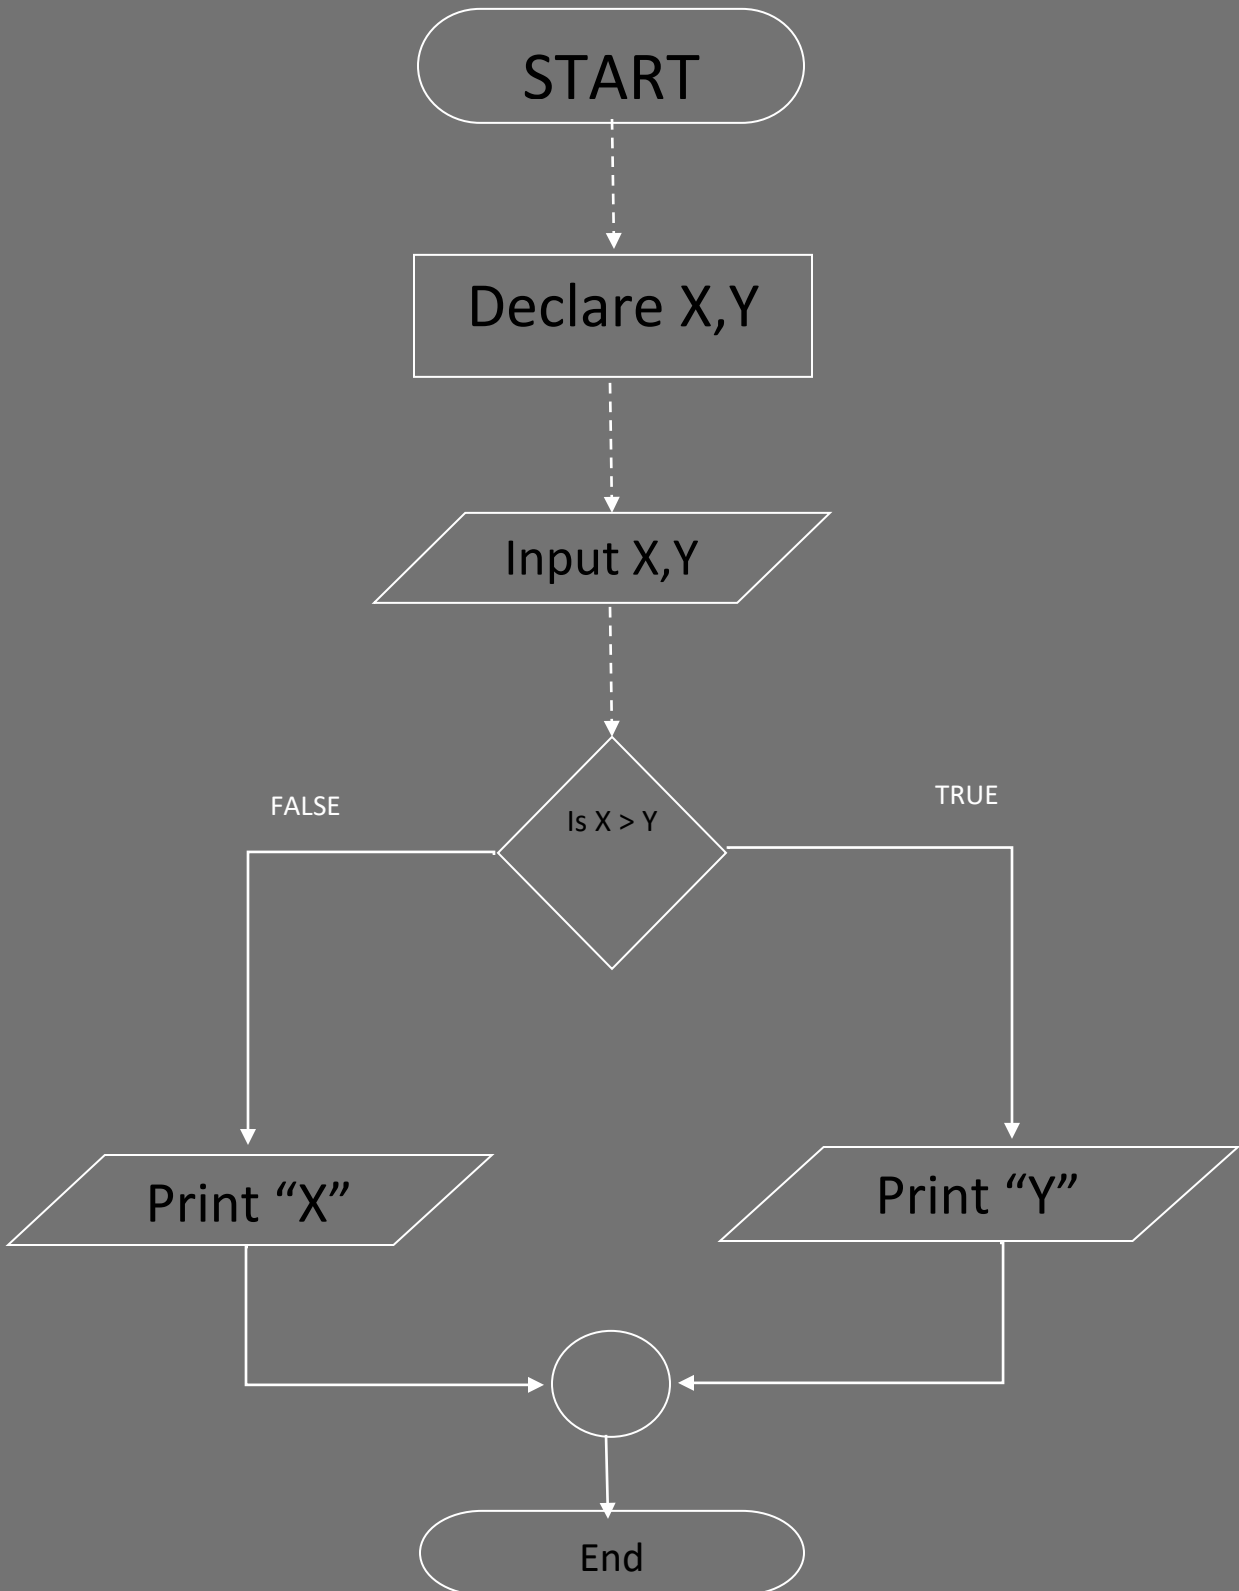 START
Declare X,Y
Input X,Y
Is X > Y
FALSE
TRUE
Print “X”
Print “Y”
End